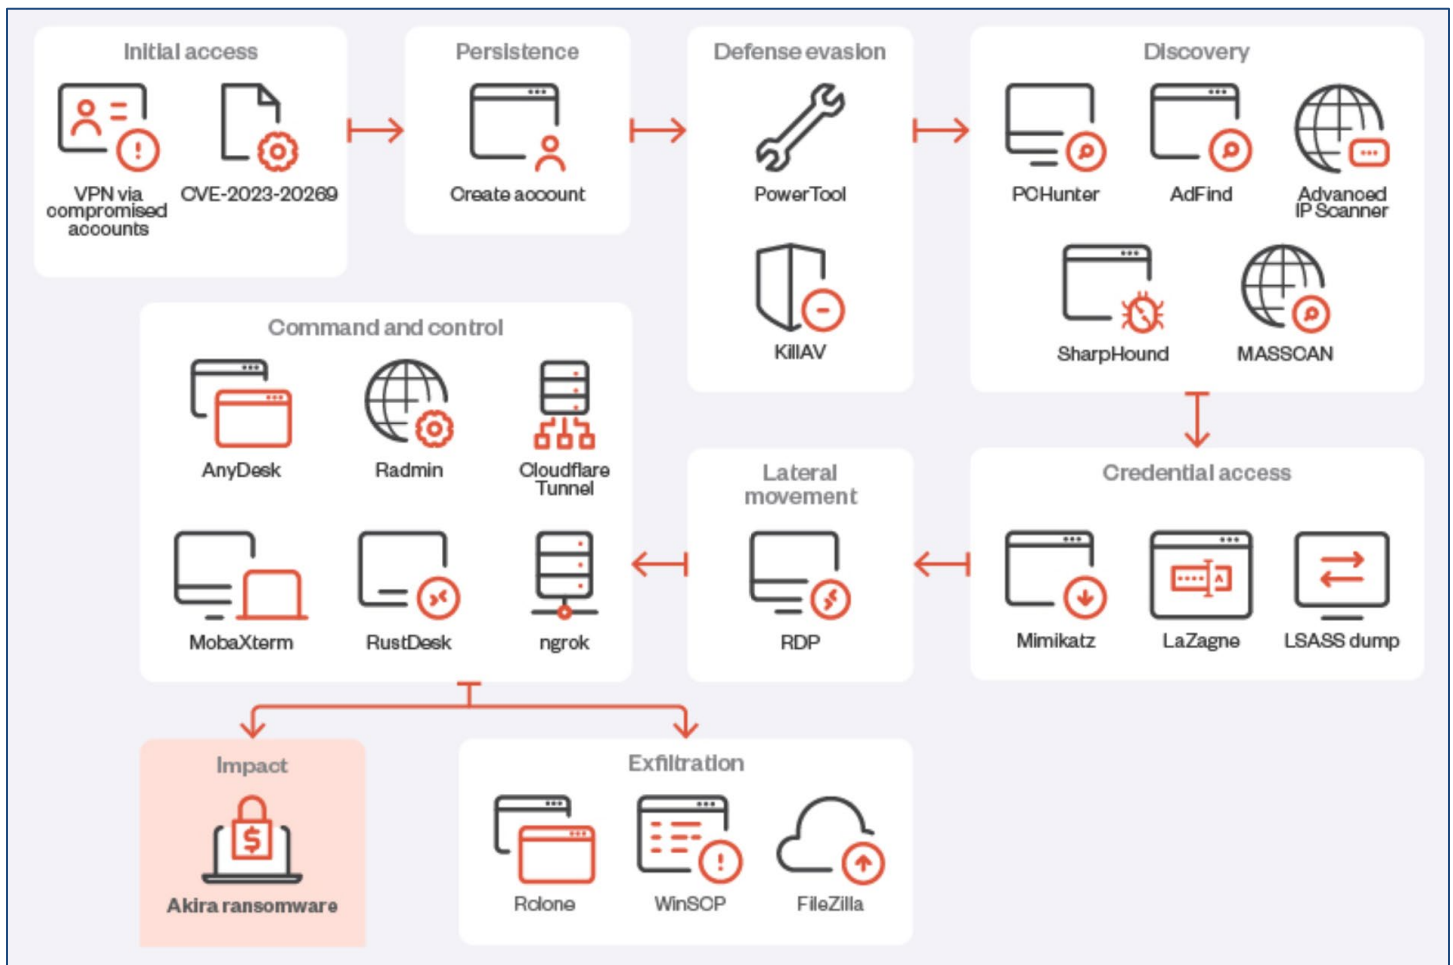 Initial access
VPN via
compromised
accounts
CVE-2023-20269
Persistence
Create account
Defense evasion
PowerTool
KillAV
Discovery
PCHunter
AdFind
Advanced
IP Scanner
SharpHound
MASSCAN
Credential access
Mimikatz
LaZagne
LSASS dump
Lateral
movement
RDP
Command and control
AnyDesk
Radmin
Cloudflare
Tunnel
MobaXterm
RustDesk
ngrok
Impact
Akira ransomware
Exfiltration
Rclone
WinSCP
FileZilla